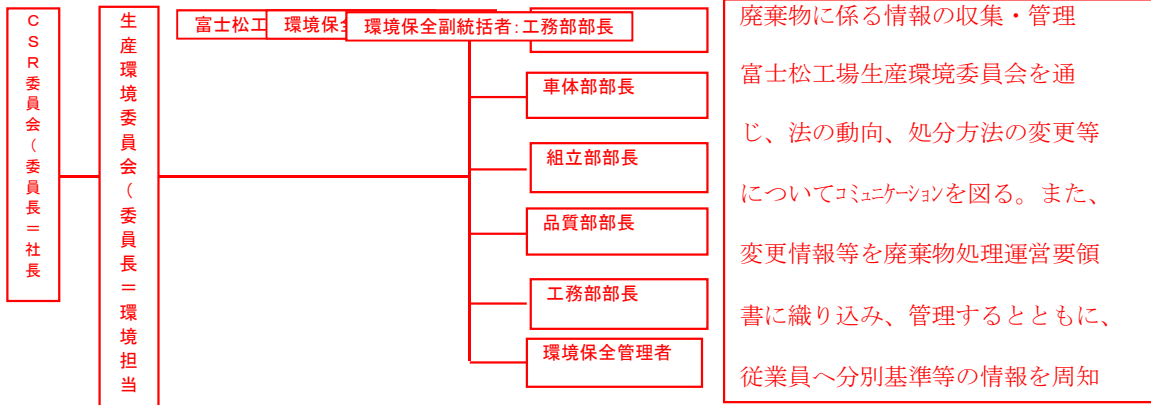 CSR委員会(委員長=社長
生産環境委員会(委員長=環境担当
富士松工
環境保全
環境保全副統括者:工務部部長
車体部部長
組立部部長
品質部部長
工務部部長
環境保全管理者
廃棄物に係る情報の収集・管理
富士松工場生産環境委員会を通
じ、法の動向、処分方法の変更等
についてコミュニケーションを図る。また、
変更情報等を廃棄物処理運営要領
書に織り込み、管理するとともに、
従業員へ分別基準等の情報を周知